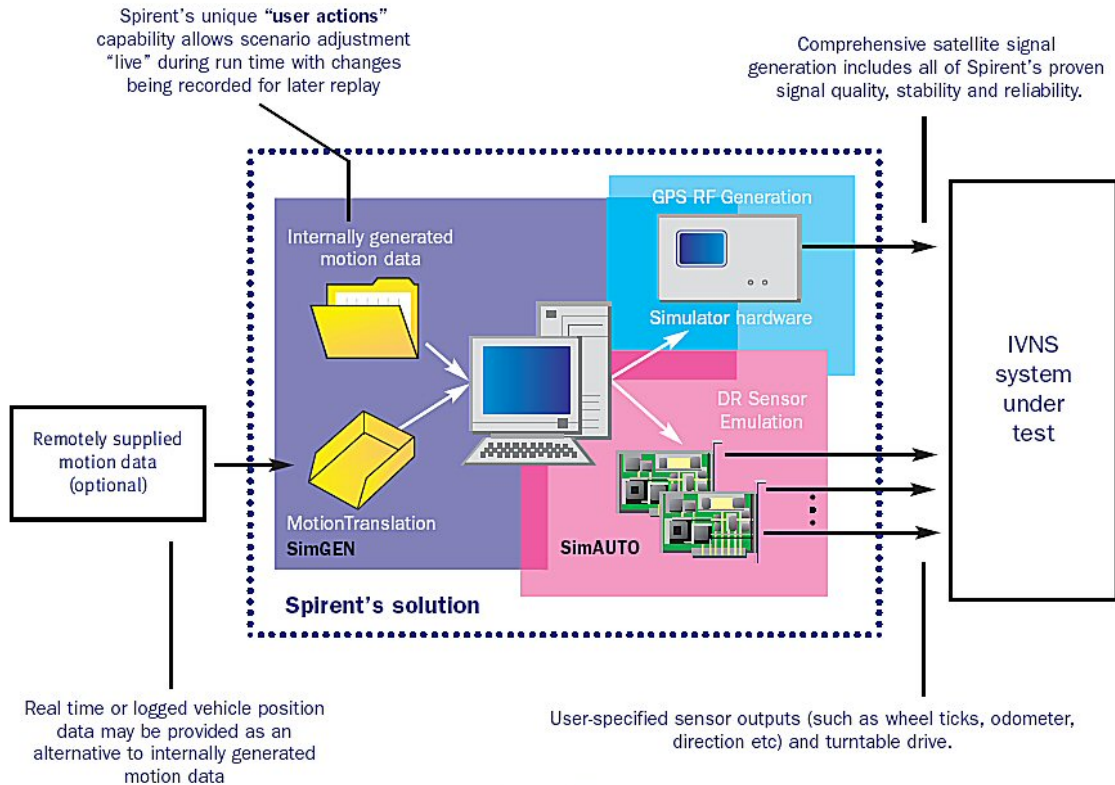 Spirent's unique "user actions"
capability allows scenario adjustment
"live" during run time with changes
being recorded for later replay
Comprehensive satellite signal
generation includes all of Spirent's proven
signal quality, stability and reliability.
GPS RF Generation
Internally generated
motion data
Simulator hardware
IVNS
system
under
test
DR Sensor
Emulation
Remotely supplied
motion data
(optional)
MotionTranslation
SimGEN
SimAUTO
Spirent's solution
Real time or logged vehicle position
data may be provided as an
alternative to internally generated
motion data
User-specified sensor outputs (such as wheel ticks, odometer,
direction etc) and turntable drive.